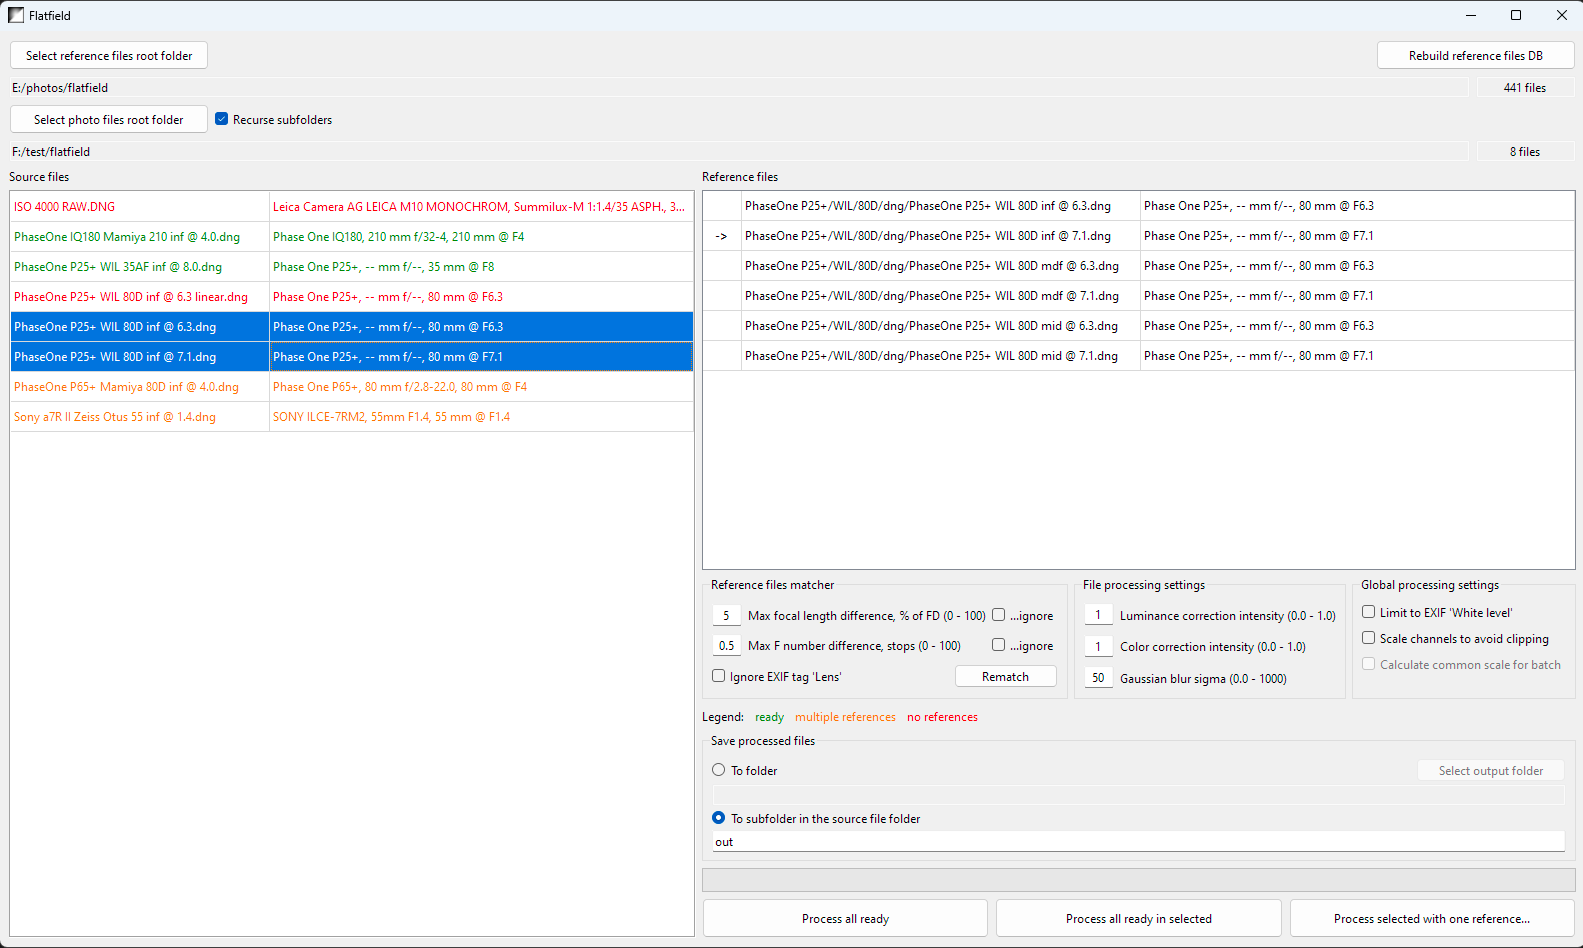 Flatfield
Select reference files root folder
Rebuild reference files DB
E:/photos/flatfield
441 files
Select photo files root folder
Recurse subfolders
F:/test/flatfield
8 files
Source files
ISO 4000 RAW.DNG Leica Camera AG LEICA M10 MONOCHROM, Summilux-M 1:1.4/35 ASPH., 3...
PhaseOne IQ180 Mamiya 210 inf @ 4.0.dng Phase One IQ180, 210 mm f/32-4, 210 mm @ F4
PhaseOne P25+ WIL 35AF inf @ 8.0.dng Phase One P25+, -- mm f/--, 35 mm @ F8
PhaseOne P25+ WIL 80D inf @ 6.3 linear.dng Phase One P25+, -- mm f/--, 80 mm @ F6.3
PhaseOne P25+ WIL 80D inf @ 6.3.dng Phase One P25+, -- mm f/--, 80 mm @ F6.3
PhaseOne P25+ WIL 80D inf @ 7.1.dng Phase One P25+, -- mm f/--, 80 mm @ F7.1
PhaseOne P65+ Mamiya 80D inf @ 4.0.dng Phase One P65+, 80 mm f/2.8-22.0, 80 mm @ F4
Sony a7R II Zeiss Otus 55 inf @ 1.4.dng SONY ILCE-7RM2, 55mm F1.4, 55 mm @ F1.4
Reference files
PhaseOne P25+/WIL/80D/dng/PhaseOne P25+ WIL 80D inf @ 6.3.dng Phase One P25+, -- mm f/--, 80 mm @ F6.3
-> PhaseOne P25+/WIL/80D/dng/PhaseOne P25+ WIL 80D inf @ 7.1.dng Phase One P25+, -- mm f/--, 80 mm @ F7.1
PhaseOne P25+/WIL/80D/dng/PhaseOne P25+ WIL 80D mdf @ 6.3.dng Phase One P25+, -- mm f/--, 80 mm @ F6.3
PhaseOne P25+/WIL/80D/dng/PhaseOne P25+ WIL 80D mdf @ 7.1.dng Phase One P25+, -- mm f/--, 80 mm @ F7.1
PhaseOne P25+/WIL/80D/dng/PhaseOne P25+ WIL 80D mid @ 6.3.dng Phase One P25+, -- mm f/--, 80 mm @ F6.3
PhaseOne P25+/WIL/80D/dng/PhaseOne P25+ WIL 80D mid @ 7.1.dng Phase One P25+, -- mm f/--, 80 mm @ F7.1
Reference files matcher
5 Max focal length difference, % of FD (0 - 100) ...ignore
0.5 Max F number difference, stops (0 - 100) ...ignore
Ignore EXIF tag 'Lens' Rematch
File processing settings
1 Luminance correction intensity (0.0 - 1.0)
1 Color correction intensity (0.0 - 1.0)
50 Gaussian blur sigma (0.0 - 1000)
Global processing settings
Limit to EXIF 'White level'
Scale channels to avoid clipping
Calculate common scale for batch
Legend: ready multiple references no references
Save processed files
To folder
Select output folder
To subfolder in the source file folder
out
Process all ready
Process all ready in selected
Process selected with one reference...